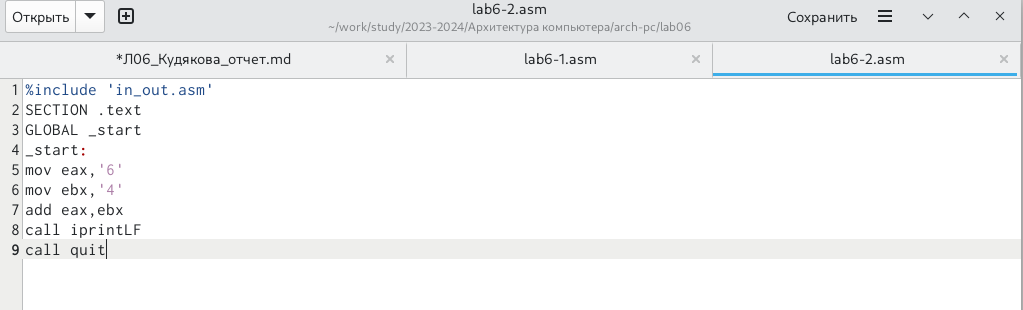 Открыть
lab6-2.asm
~/work/study/2023-2024/Архитектура компьютера/arch-pc/lab06
Сохранить
*Л06_Кудякова_отчет.md
lab6-1.asm
lab6-2.asm
1 %include 'in_out.asm'
2 SECTION .text
3 GLOBAL _start
4 _start:
5 mov eax,'6'
6 mov ebx,'4'
7 add eax,ebx
8 call iprintLF
9 call quit